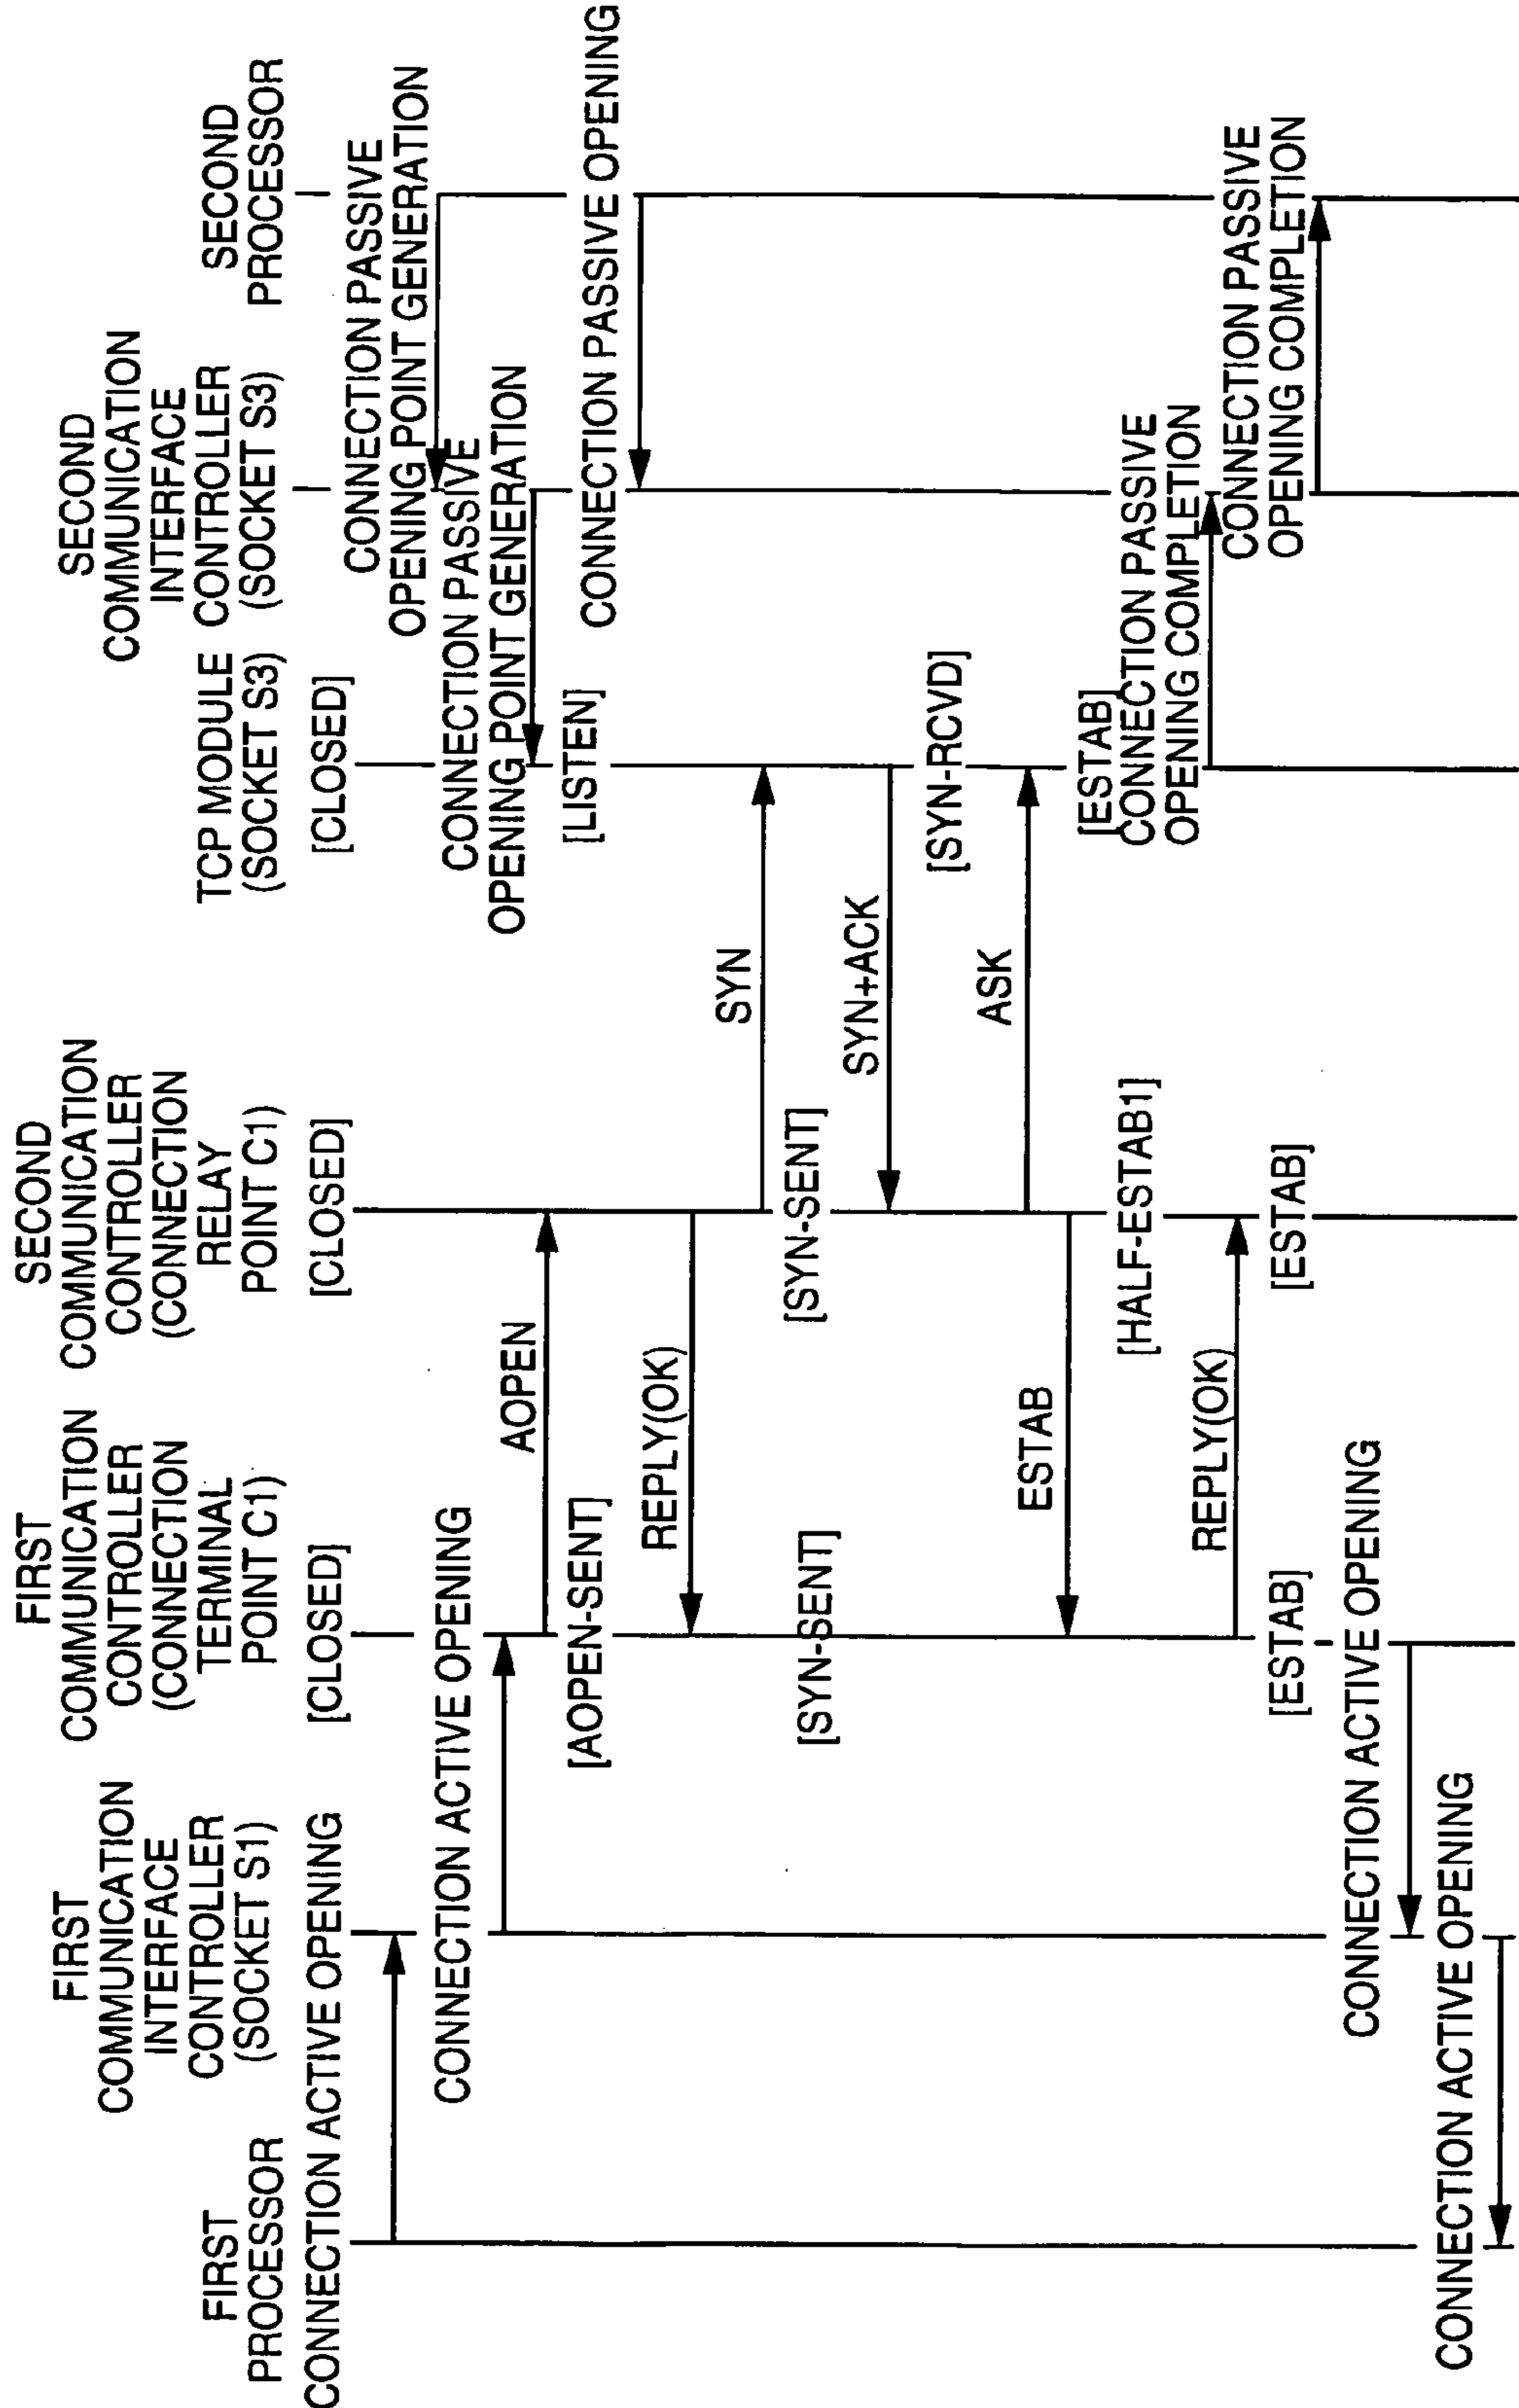 FIRST
PROCESSOR
FIRST
COMMUNICATION
INTERFACE
CONTROLLER
(SOCKET S1)
FIRST
COMMUNICATION
CONTROLLER
(CONNECTION
TERMINAL
POINT C1)
SECOND
COMMUNICATION
CONTROLLER
(CONNECTION
RELAY
POINT C1)
TCP MODULE
(SOCKET S3)
SECOND
COMMUNICATION
INTERFACE
CONTROLLER
(SOCKET S3)
SECOND
PROCESSOR
CONNECTION ACTIVE OPENING
[CLOSED]
[CLOSED]
[CLOSED]
CONNECTION PASSIVE
OPENING POINT GENERATION
CONNECTION PASSIVE
OPENING POINT GENERATION
CONNECTION ACTIVE OPENING
CONNECTION PASSIVE
OPENING POINT GENERATION
AOPEN
[AOPEN-SENT]
[LISTEN]
CONNECTION PASSIVE OPENING
REPLY(OK)
SYN
[SYN-SENT]
[SYN-SENT]
SYN+ACK
[SYN-RCVD]
ASK
ESTAB
[HALF-ESTAB1]
[ESTAB]
CONNECTION PASSIVE
OPENING COMPLETION
CONNECTION PASSIVE
OPENING COMPLETION
REPLY(OK)
[ESTAB]
[ESTAB]
CONNECTION ACTIVE OPENING
CONNECTION ACTIVE OPENING